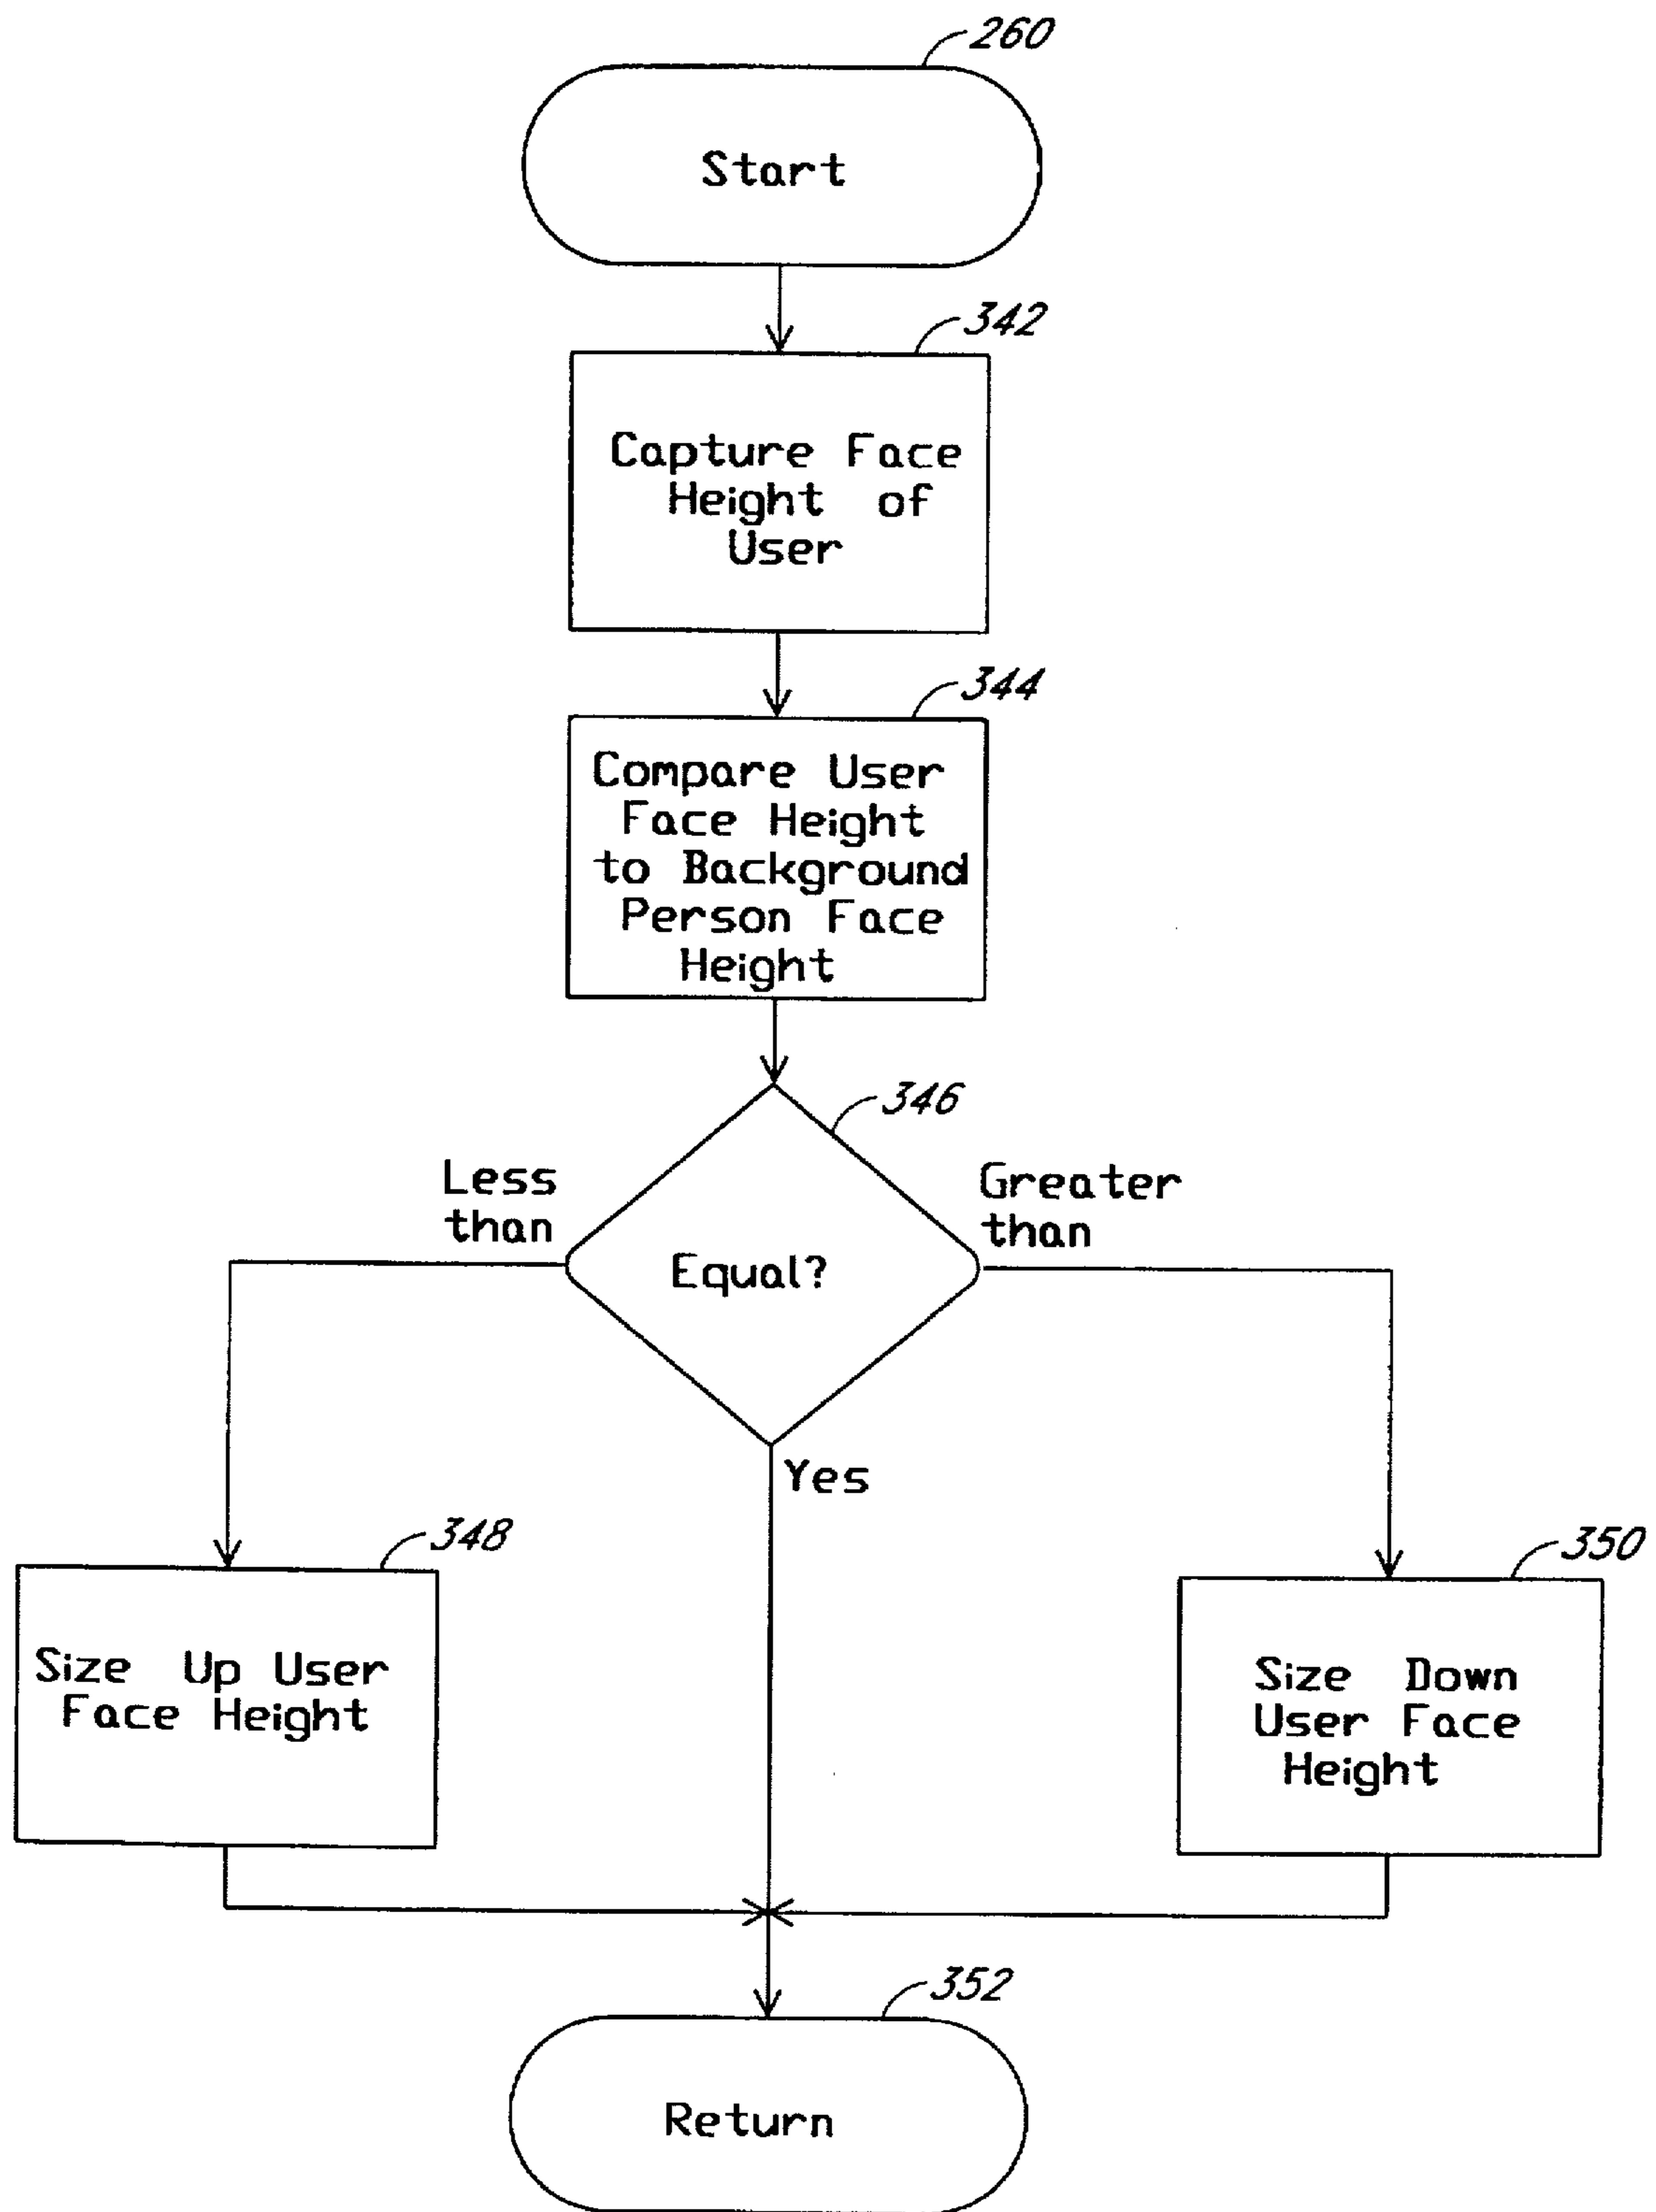 260
Start
342
Capture Face
Height of
User
344
Compare User
Face Height
to Background
Person Face
Height
346
Less
than
Greater
than
Equal?
Yes
348
350
Size Up User
Face Height
Size Down
User Face
Height
352
Return